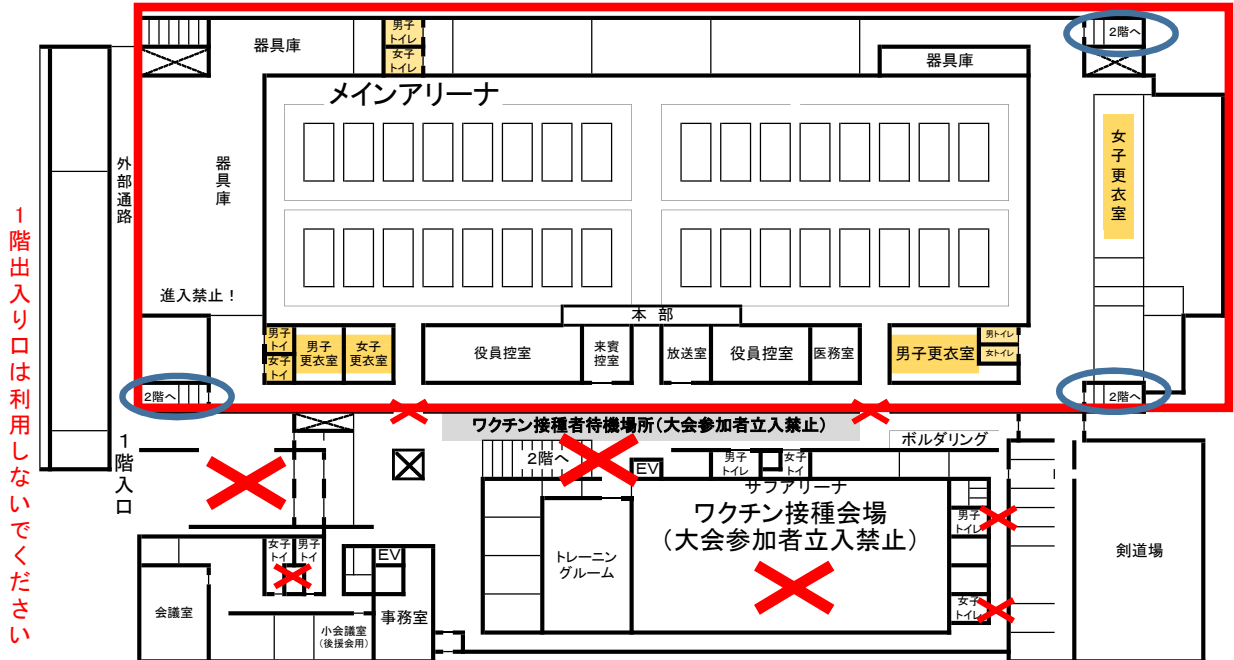 男子
トイレ
2階へ
器具庫
女子
トイレ
器具庫
メインアリーナ
女子更衣室
外部通路
器具庫
1階出入り口は利用しないでください
進入禁止！
本 部
男子
トイ
女子
トイ
男子
更衣室
女子
更衣室
役員控室
来賓
控室
放送室
役員控室
医務室
男子更衣室
男トイレ
女トイレ
2階へ
2階へ
ワクチン接種者待機場所(大会参加者立入禁止)
1階入口
ボルダリング
2階へ
EV
男子
トイレ
女子
トイ
サブアリーナ
ワクチン接種会場
(大会参加者立入禁止)
男子
トイレ
女子
トイ
男子
トイ
EV
トレーニン
グルーム
剣道場
女子
トイレ
会議室
小会議室
(後援会用)
事務室